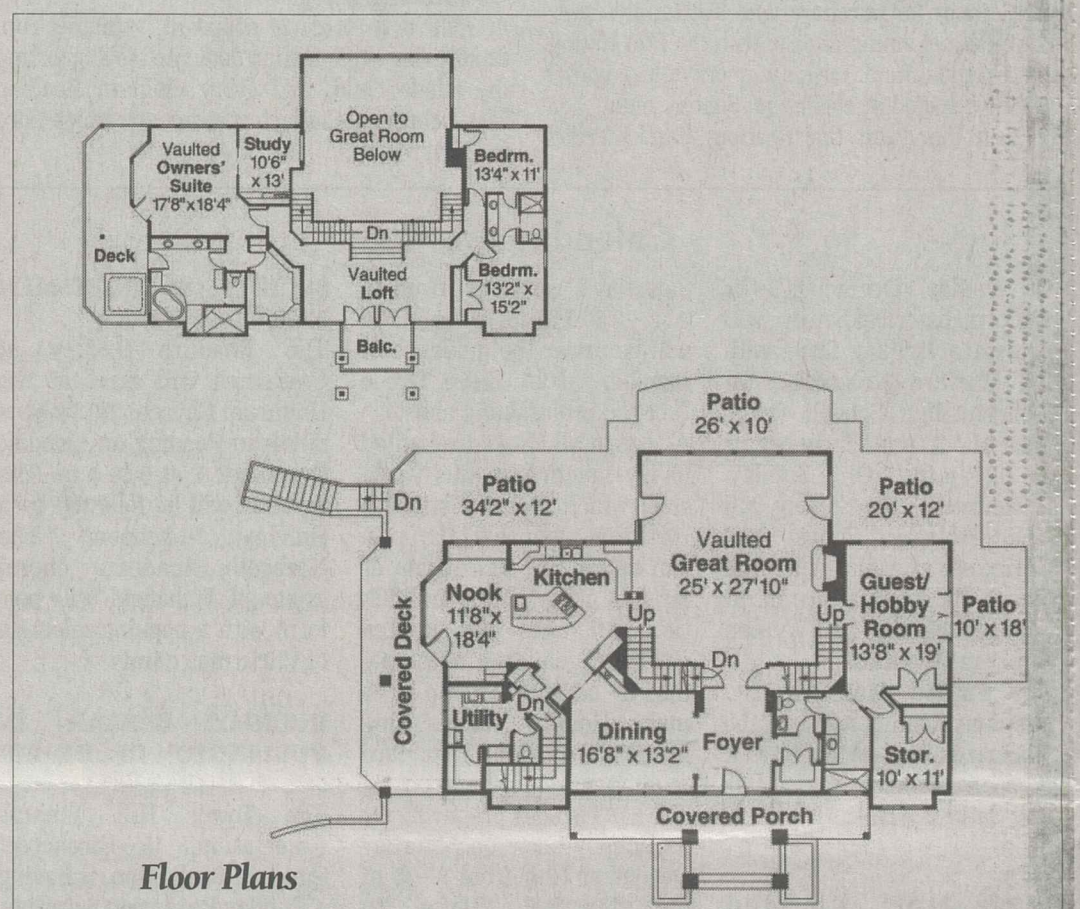 Open to
Great Room
Below
Vaulted
Owners'
Suite
17'8" x 18'4"
Study
10'6"
x 13'
Bedrm.
13'4" x 11'
Dn
Deck
Vaulted
Loft
Bedrm.
13'2" x
15'2"
Balc.
Patio
26' x 10'
Dn
Patio
34'2" x 12'
Patio
20' x 12'
Vaulted
Great Room
25' x 27'10"
Kitchen
Nook
11'8" x
18'4"
Up
Up
Guest/
Hobby
Room
13'8" x 19'
Patio
10' x 18'
Covered Deck
Dn
Dn
Utility
Dining
16'8" x 13'2"
Foyer
Stor.
10' x 11'
Covered Porch
Floor Plans